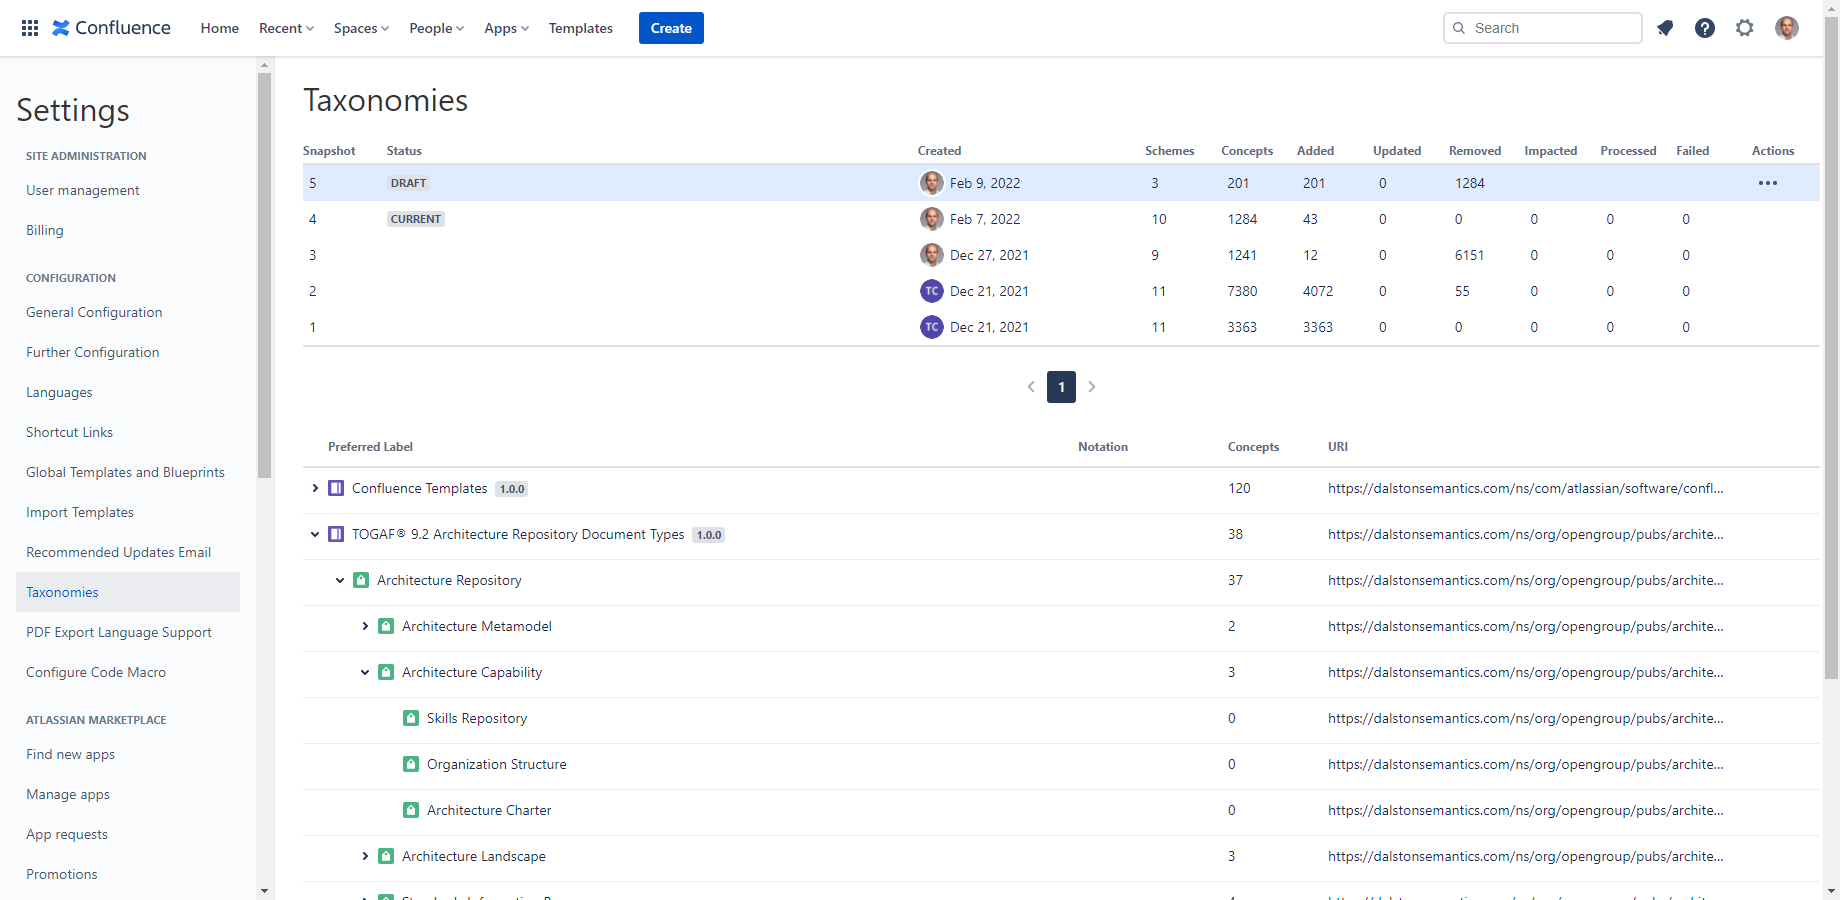 Confluence Home Recent Spaces People Apps Templates Create Search
Settings
SITE ADMINISTRATION
User management
Billing
CONFIGURATION
General Configuration
Further Configuration
Languages
Shortcut Links
Global Templates and Blueprints
Import Templates
Recommended Updates Email
Taxonomies
PDF Export Language Support
Configure Code Macro
ATLASSIAN MARKETPLACE
Find new apps
Manage apps
App requests
Promotions
Taxonomies
Snapshot Status Created Schemes Concepts Added Updated Removed Impacted Processed Failed Actions
5 DRAFT Feb 9, 2022 3 201 201 0 1284
4 CURRENT Feb 7, 2022 10 1284 43 0 0 0 0 0
3 Dec 27, 2021 9 1241 12 0 6151 0 0 0
2 TC Dec 21, 2021 11 7380 4072 0 55 0 0 0
1 TC Dec 21, 2021 11 3363 3363 0 0 0 0 0
1
Preferred Label Notation Concepts URI
Confluence Templates 1.0.0 120 https://dalstonsemantics.com/ns/com/atlassian/software/confl...
TOGAF® 9.2 Architecture Repository Document Types 1.0.0 38 https://dalstonsemantics.com/ns/org/opengroup/pubs/archite...
Architecture Repository 37 https://dalstonsemantics.com/ns/org/opengroup/pubs/archite...
Architecture Metamodel 2 https://dalstonsemantics.com/ns/org/opengroup/pubs/archite...
Architecture Capability 3 https://dalstonsemantics.com/ns/org/opengroup/pubs/archite...
Skills Repository 0 https://dalstonsemantics.com/ns/org/opengroup/pubs/archite...
Organization Structure 0 https://dalstonsemantics.com/ns/org/opengroup/pubs/archite...
Architecture Charter 0 https://dalstonsemantics.com/ns/org/opengroup/pubs/archite...
Architecture Landscape 3 https://dalstonsemantics.com/ns/org/opengroup/pubs/archite...